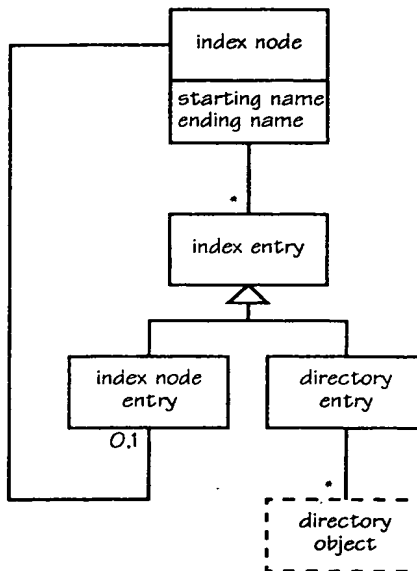 index node
starting name
ending name
*
index entry
index node
entry
directory
entry
0,1
*
directory
object